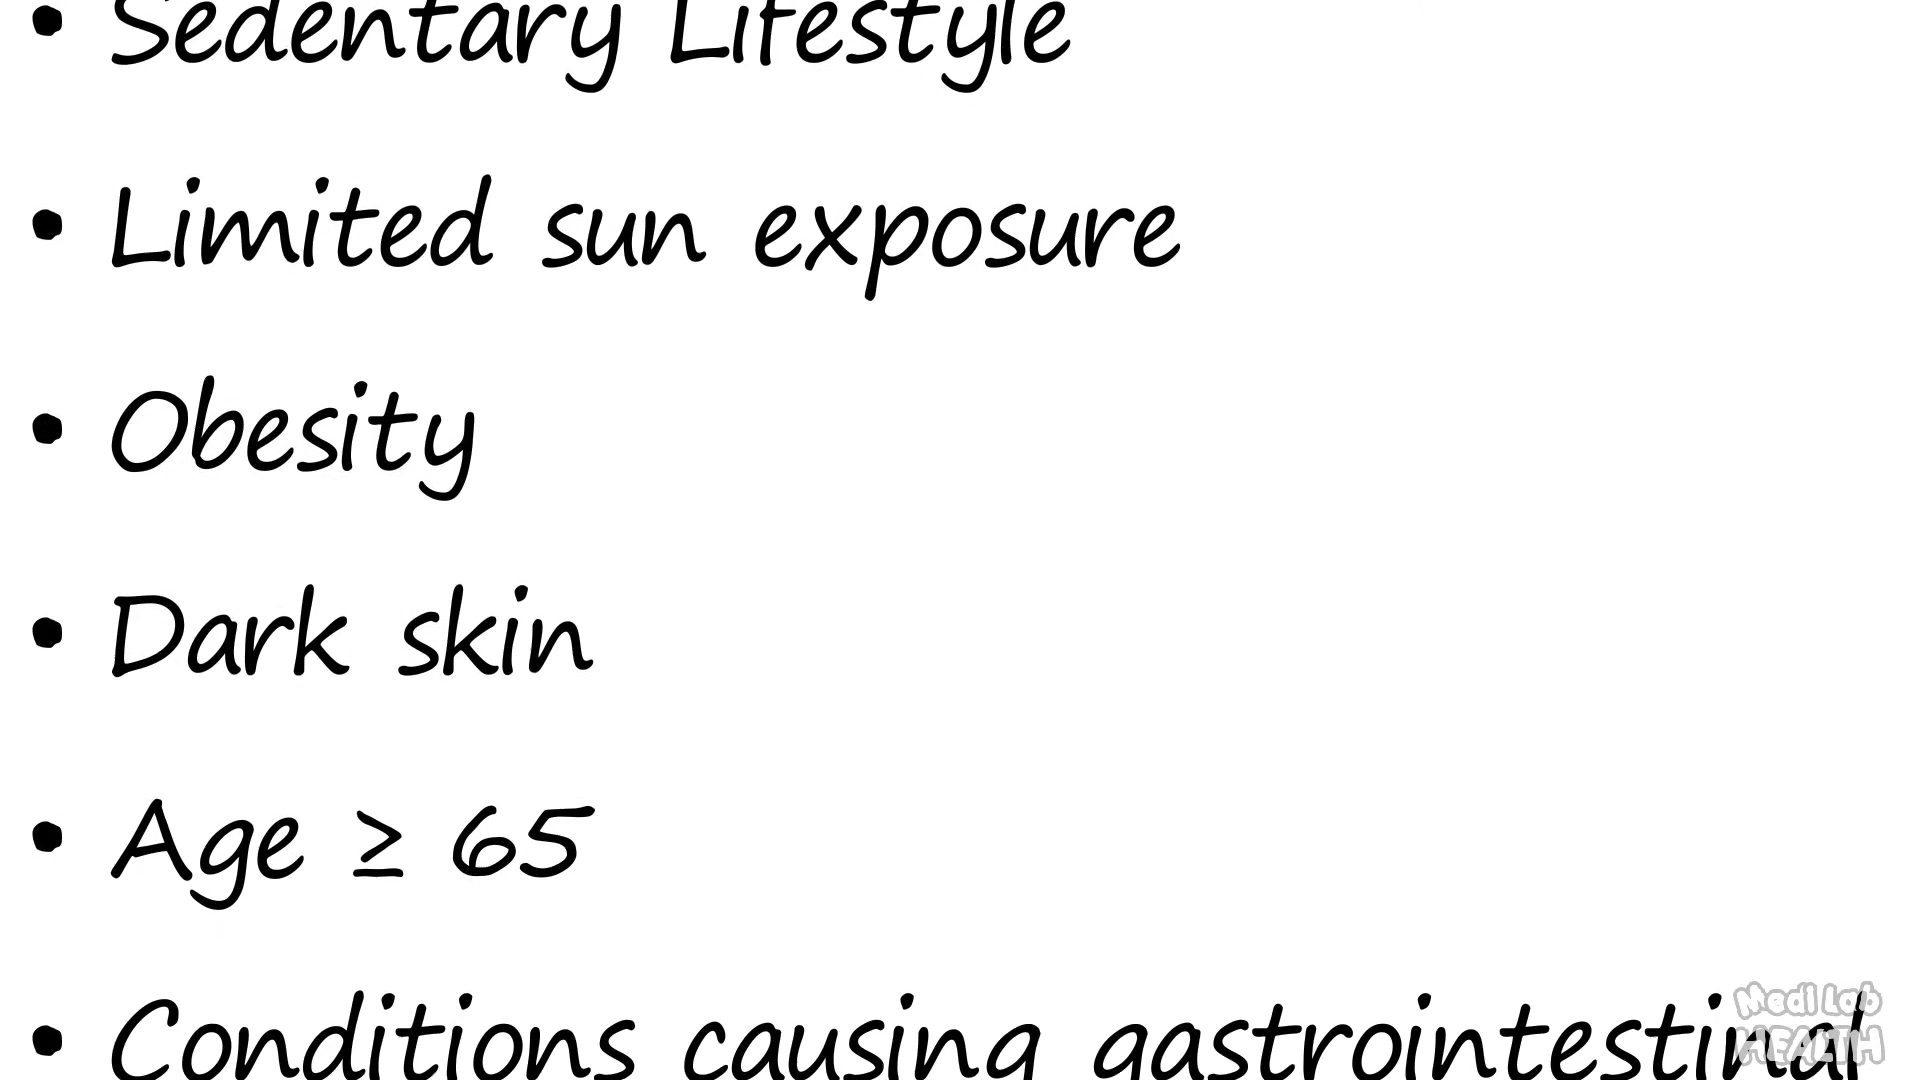 • Sedentary Lifestyle
• Limited sun exposure
• Obesity
• Dark skin
• Age ≥ 65
• Conditions causing gastrointestinal
Medi Lab
HEALTH